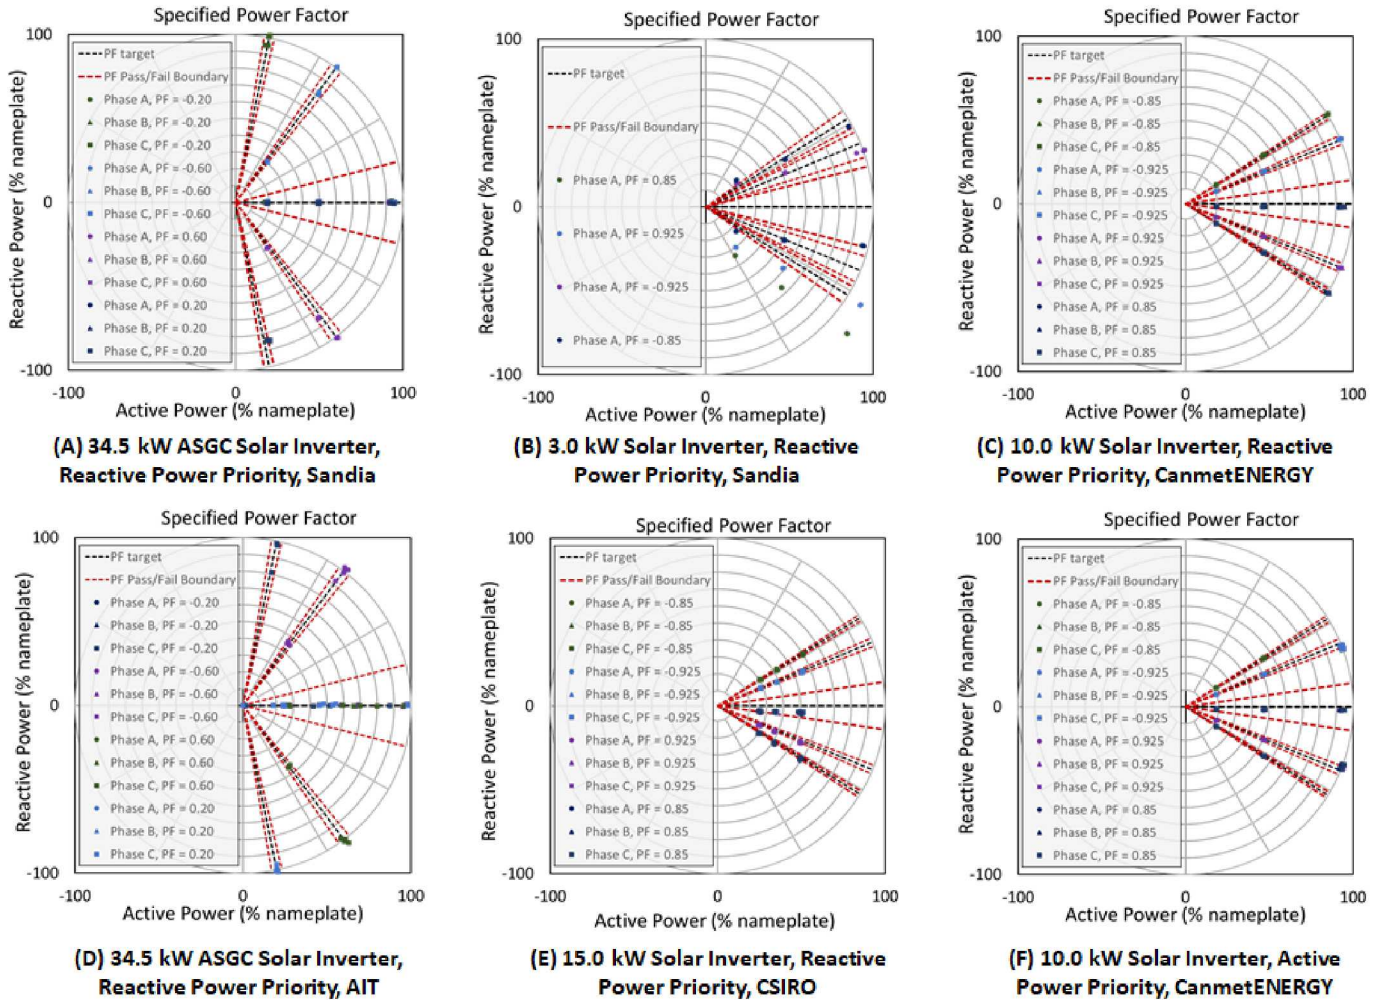 Specified Power Factor
100
0
-100
Reactive Power (% nameplate)
PF target
PF Pass/Fail Boundary
Phase A, PF = -0.20
Phase B, PF = -0.20
Phase C, PF = -0.20
Phase A, PF = -0.60
Phase B, PF = -0.60
Phase C, PF = -0.60
Phase A, PF = 0.60
Phase B, PF = 0.60
Phase C, PF = 0.60
Phase A, PF = 0.20
Phase B, PF = 0.20
Phase C, PF = 0.20
-100 0 100
Active Power (% nameplate)
(A) 34.5 kW ASGC Solar Inverter,
Reactive Power Priority, Sandia
Specified Power Factor
100
0
-100
Reactive Power (% nameplate)
PF target
PF Pass/Fail Boundary
Phase A, PF = 0.85
Phase A, PF = 0.925
Phase A, PF = -0.925
Phase A, PF = -0.85
-100 0 100
Active Power (% nameplate)
(B) 3.0 kW Solar Inverter, Reactive
Power Priority, Sandia
Specified Power Factor
100
0
-100
Reactive Power (% nameplate)
PF target
PF Pass/Fail Boundary
Phase A, PF = -0.85
Phase B, PF = -0.85
Phase C, PF = -0.85
Phase A, PF = -0.925
Phase B, PF = -0.925
Phase C, PF = -0.925
Phase A, PF = 0.925
Phase B, PF = 0.925
Phase C, PF = 0.925
Phase A, PF = 0.85
Phase B, PF = 0.85
Phase C, PF = 0.85
-100 0 100
Active Power (% nameplate)
(C) 10.0 kW Solar Inverter, Reactive
Power Priority, CanmetENERGY
Specified Power Factor
100
0
-100
Reactive Power (% nameplate)
PF target
PF Pass/Fail Boundary
Phase A, PF = -0.20
Phase B, PF = -0.20
Phase C, PF = -0.20
Phase A, PF = -0.60
Phase B, PF = -0.60
Phase C, PF = -0.60
Phase A, PF = 0.60
Phase B, PF = 0.60
Phase C, PF = 0.60
Phase A, PF = 0.20
Phase B, PF = 0.20
Phase C, PF = 0.20
-100 0 100
Active Power (% nameplate)
(D) 34.5 kW ASGC Solar Inverter,
Reactive Power Priority, AIT
Specified Power Factor
100
0
-100
Reactive Power (% nameplate)
PF target
PF Pass/Fail Boundary
Phase A, PF = -0.85
Phase B, PF = -0.85
Phase C, PF = -0.85
Phase A, PF = -0.925
Phase B, PF = -0.925
Phase C, PF = -0.925
Phase A, PF = 0.925
Phase B, PF = 0.925
Phase C, PF = 0.925
Phase A, PF = 0.85
Phase B, PF = 0.85
Phase C, PF = 0.85
-100 0 100
Active Power (% nameplate)
(E) 15.0 kW Solar Inverter, Reactive
Power Priority, CSIRO
Specified Power Factor
100
0
-100
Reactive Power (% nameplate)
PF target
PF Pass/Fail Boundary
Phase A, PF = -0.85
Phase B, PF = -0.85
Phase C, PF = -0.85
Phase A, PF = -0.925
Phase B, PF = -0.925
Phase C, PF = -0.925
Phase A, PF = 0.925
Phase B, PF = 0.925
Phase C, PF = 0.925
Phase A, PF = 0.85
Phase B, PF = 0.85
Phase C, PF = 0.85
-100 0 100
Active Power (% nameplate)
(F) 10.0 kW Solar Inverter, Active
Power Priority, CanmetENERGY